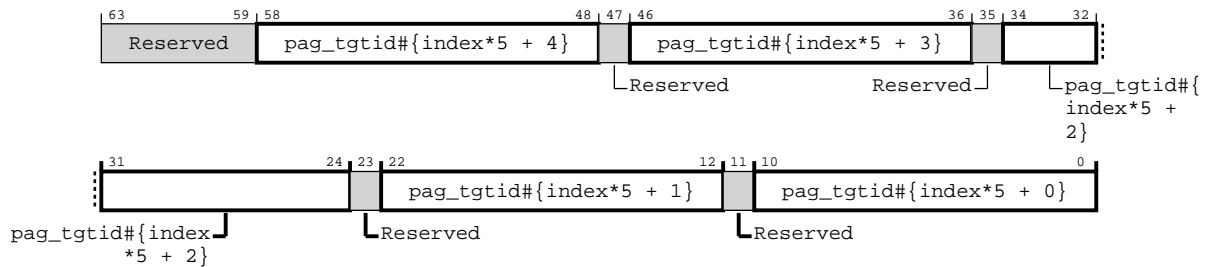 63 59 58 48 47 46 36 35 34 32
Reserved pag_tgtid#{index*5 + 4} pag_tgtid#{index*5 + 3}
Reserved Reserved pag_tgtid#{
index*5 +
2}
31 24 23 22 12 11 10 0
pag_tgtid#{index*5 + 1} pag_tgtid#{index*5 + 0}
pag_tgtid#{index Reserved Reserved
*5 + 2}